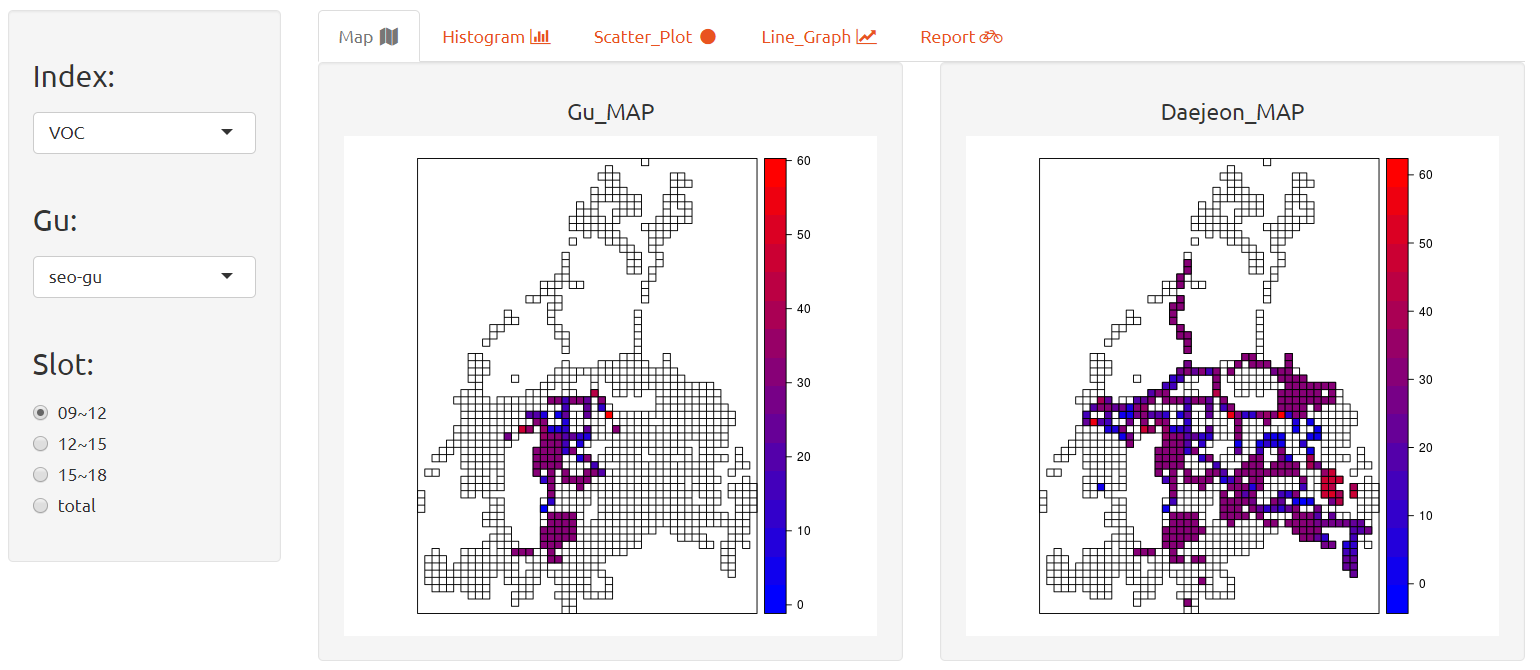 Index:
VOC
Gu:
seo-gu
Slot:
09~12
12~15
15~18
total
Map Histogram Scatter_Plot Line_Graph Report
Gu_MAP
60
50
40
30
20
10
0
Daejeon_MAP
60
50
40
30
20
10
0